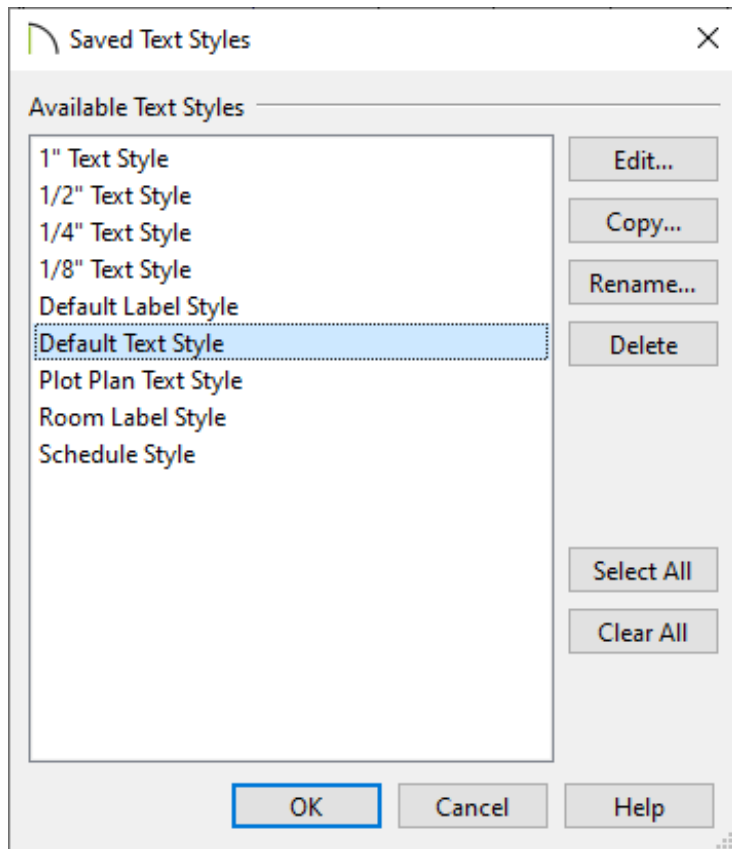 Saved Text Styles
Available Text Styles
1" Text Style
1/2" Text Style
1/4" Text Style
1/8" Text Style
Default Label Style
Default Text Style
Plot Plan Text Style
Room Label Style
Schedule Style
Edit...
Copy...
Rename...
Delete
Select All
Clear All
OK
Cancel
Help